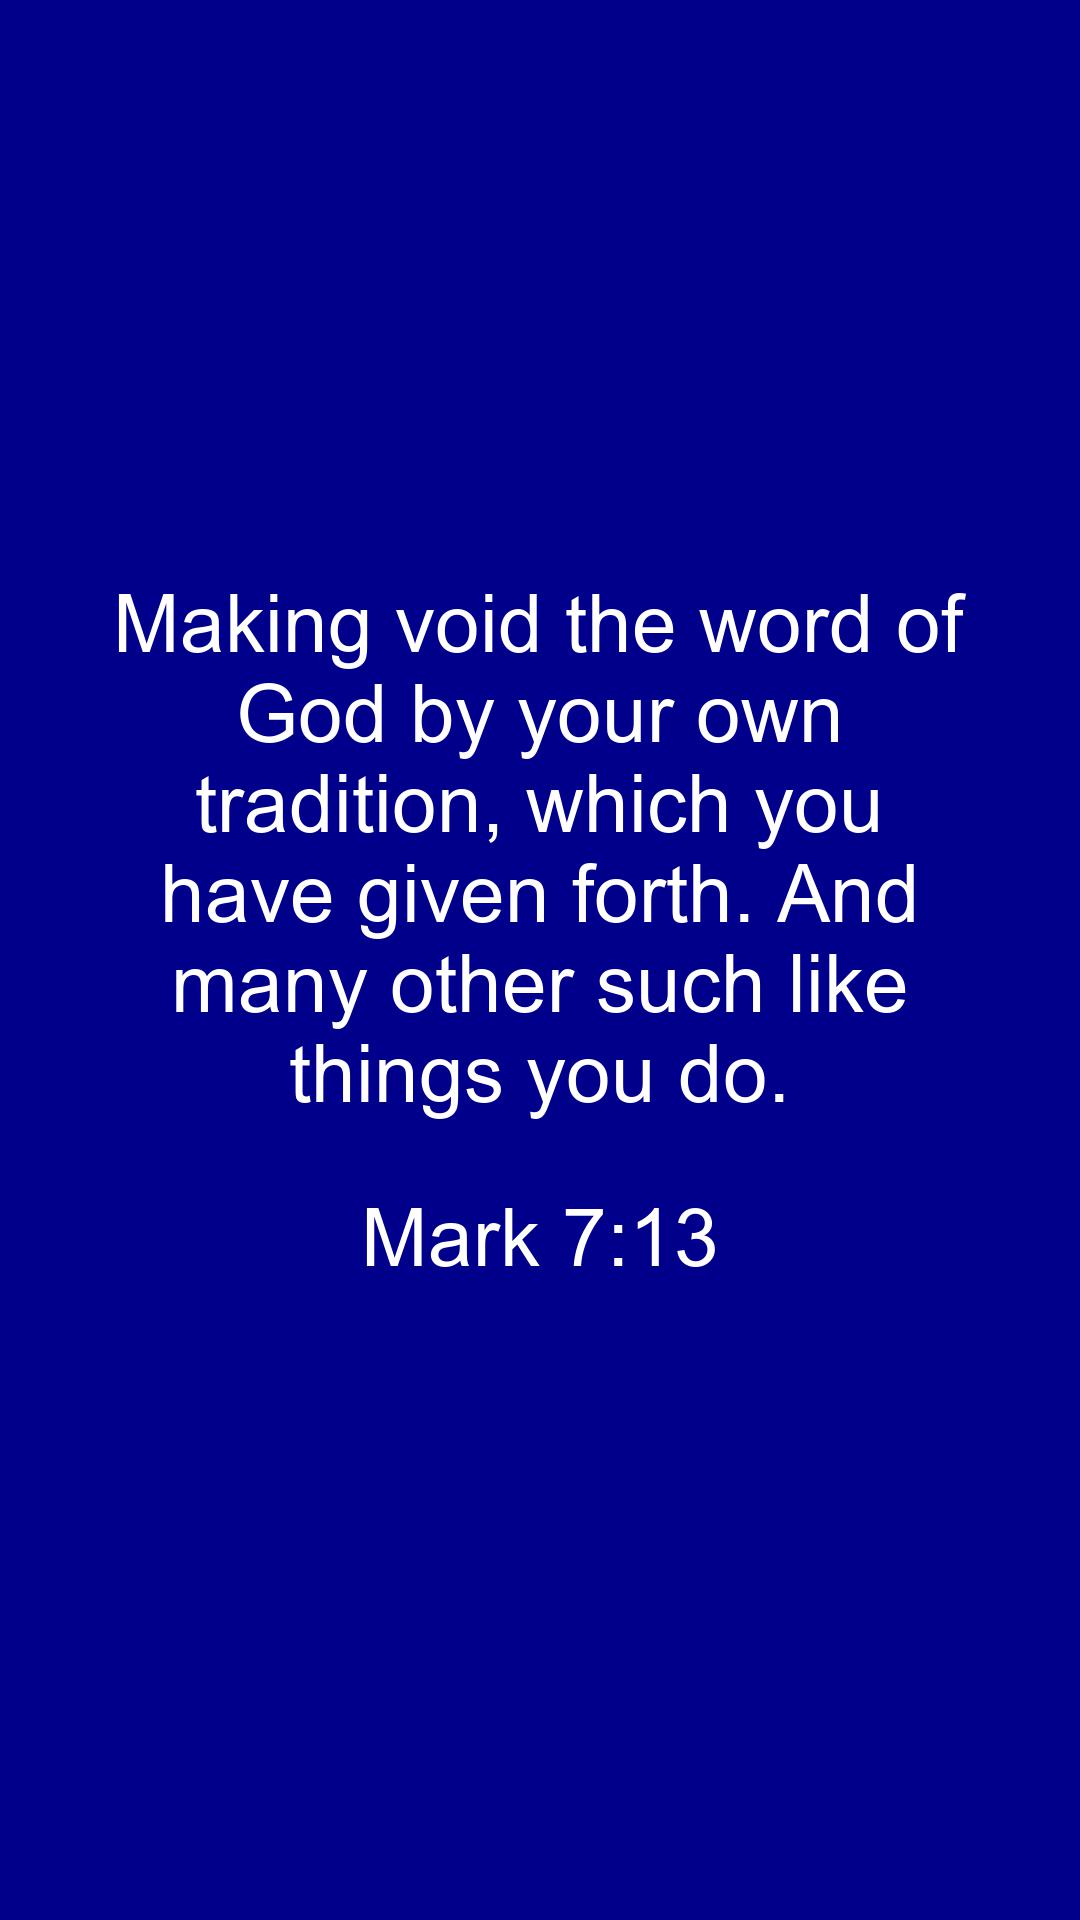 Making void the word of
God by your own
tradition, which you
have given forth. And
many other such like
things you do.
Mark 7:13